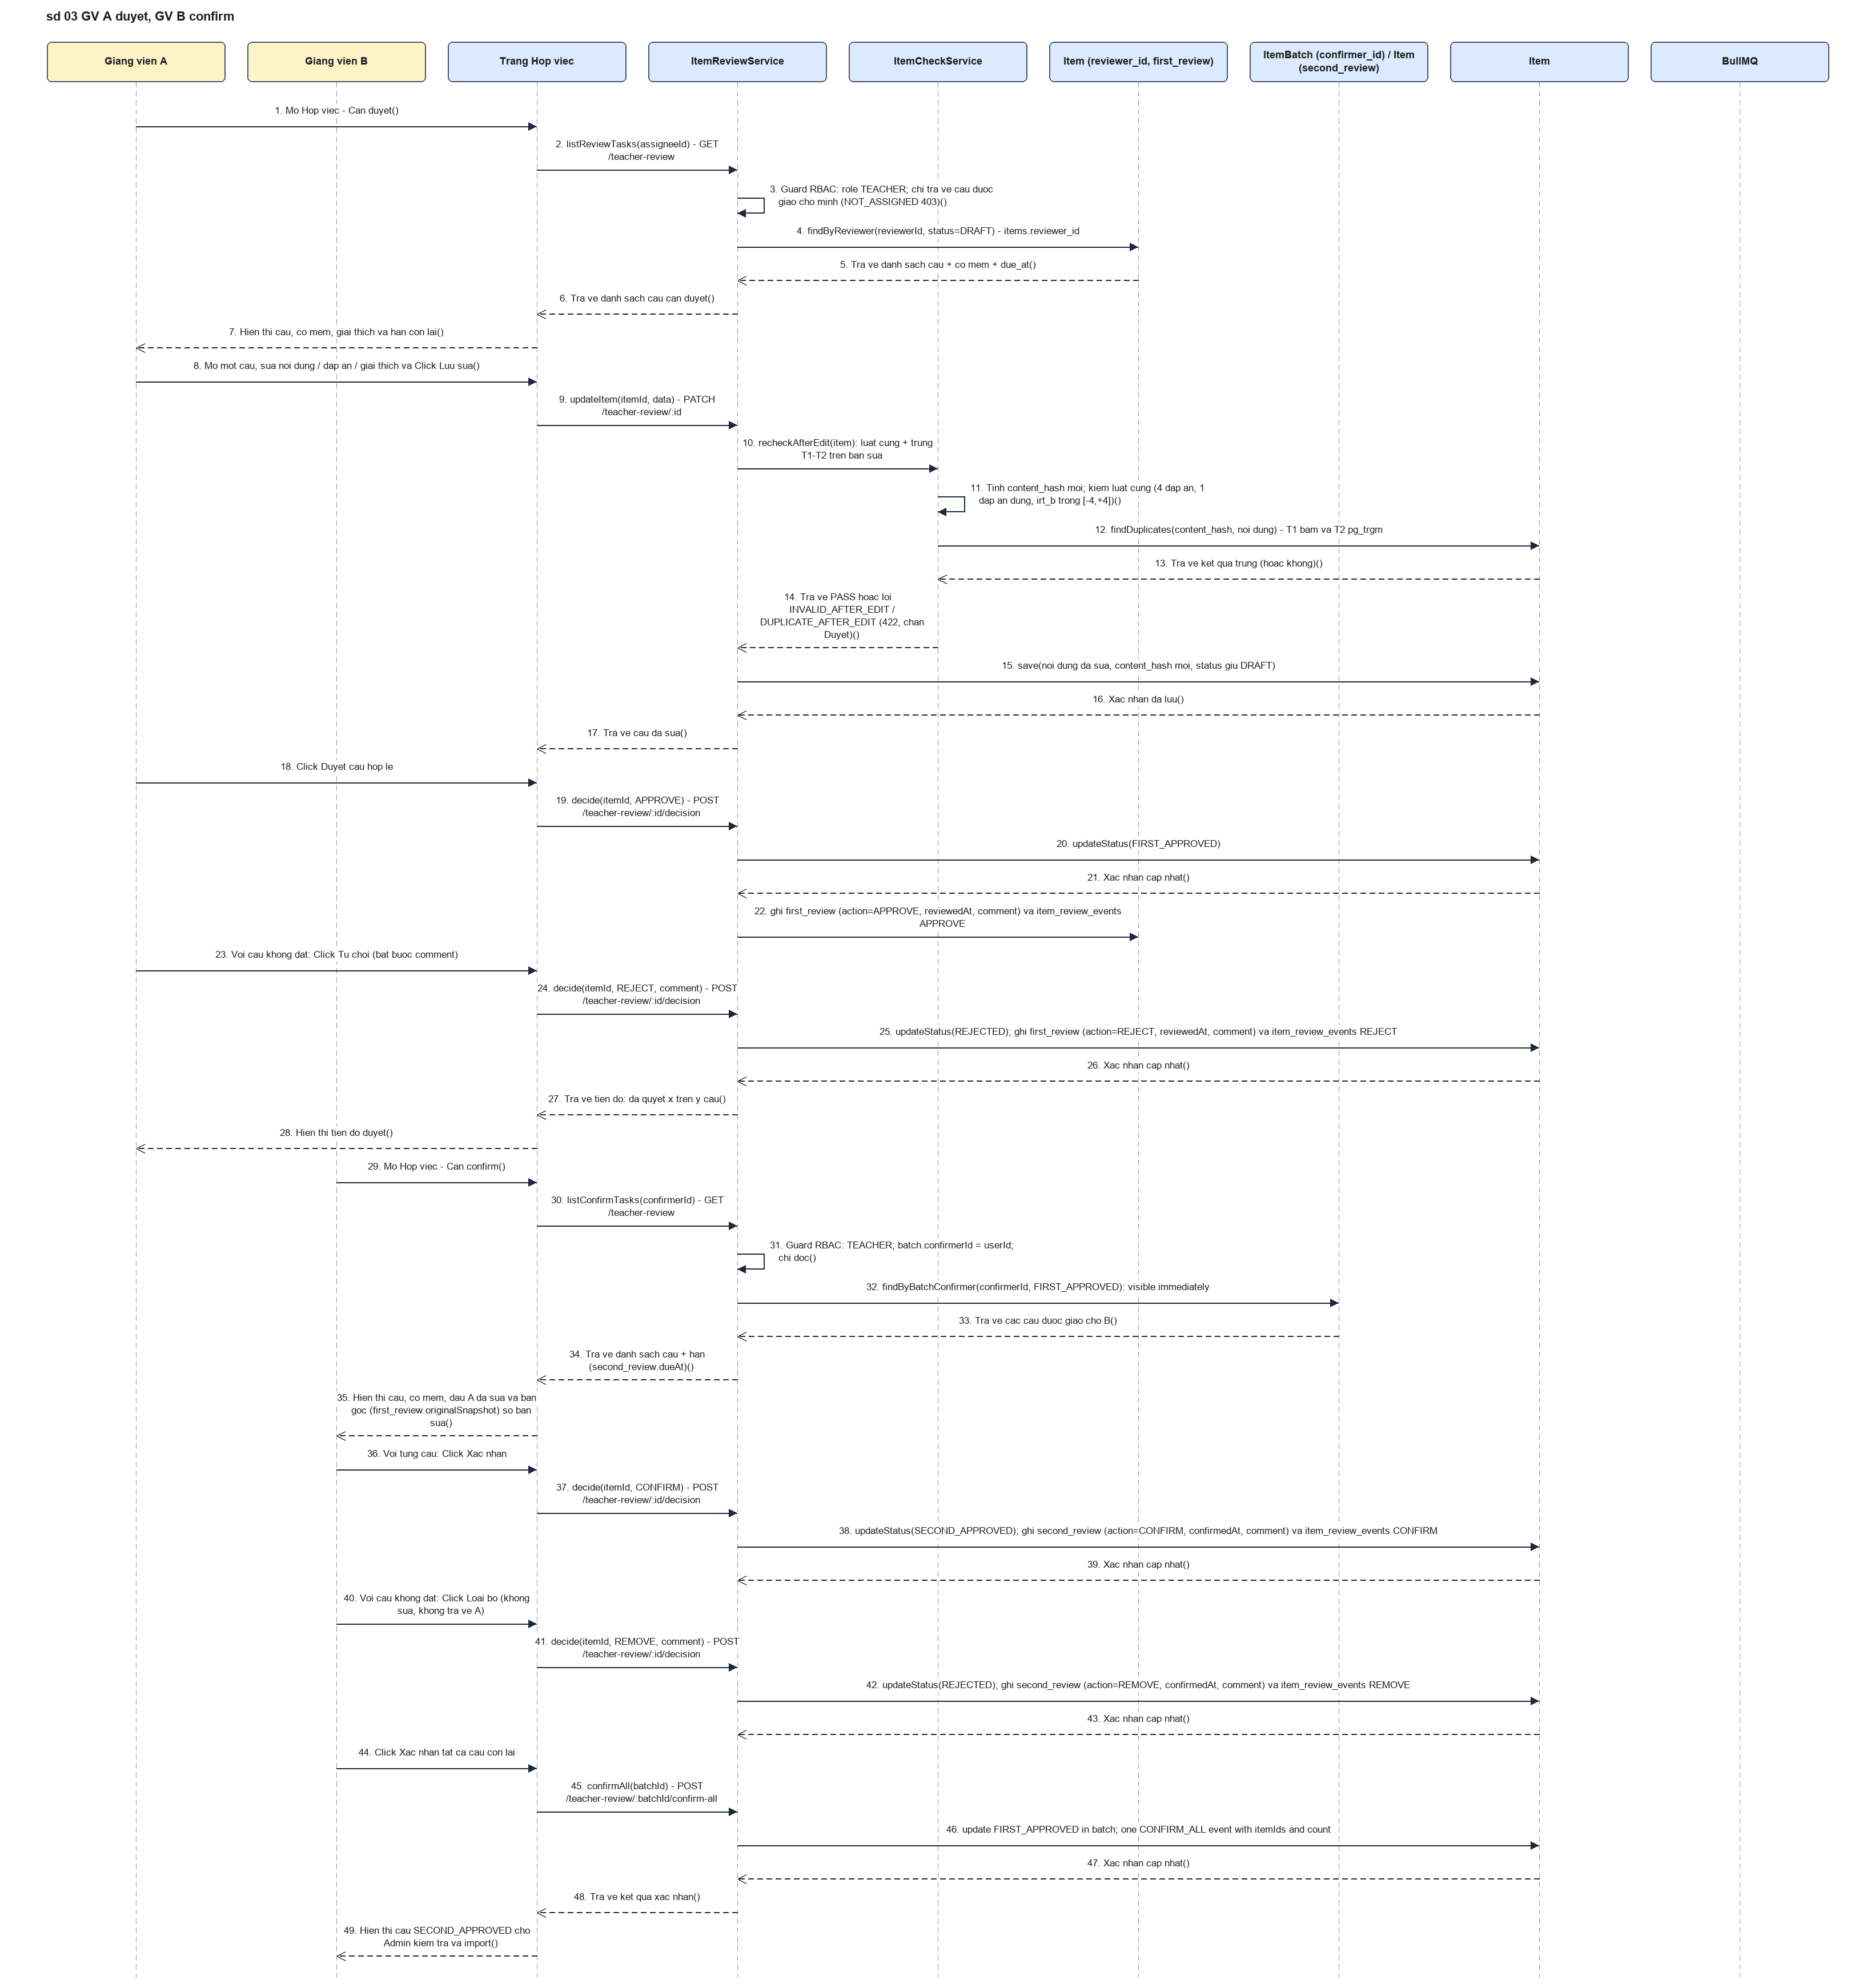 sd 03 GV A duyet, GV B confirm
Giang vien A
Giang vien B
Trang Hop viec
ItemReviewService
ItemCheckService
Item (reviewer_id, first_review)
ItemBatch (confirmer_id) / Item
(second_review)
Item
BullMQ
1. Mo Hop viec - Can duyet()
2. listReviewTasks(assigneeId) - GET
/teacher-review
3. Guard RBAC: role TEACHER; chi tra ve cau duoc
giao cho minh (NOT_ASSIGNED 403)()
4. findByReviewer(reviewerId, status=DRAFT) - items.reviewer_id
5. Tra ve danh sach cau + co mem + due_at()
6. Tra ve danh sach cau can duyet()
7. Hien thi cau, co mem, giai thich va han con lai()
8. Mo mot cau, sua noi dung / dap an / giai thich va Click Luu sua()
9. updateItem(itemId, data) - PATCH
/teacher-review/:id
10. recheckAfterEdit(item): luat cung + trung
T1-T2 tren ban sua
11. Tinh content_hash moi; kiem luat cung (4 dap an, 1
dap an dung, irt_b trong [-4,+4])()
12. findDuplicates(content_hash, noi dung) - T1 bam va T2 pg_trgm
13. Tra ve ket qua trung (hoac khong)()
14. Tra ve PASS hoac loi
INVALID_AFTER_EDIT /
DUPLICATE_AFTER_EDIT (422, chan
Duyet)()
15. save(noi dung da sua, content_hash moi, status giu DRAFT)
16. Xac nhan da luu()
17. Tra ve cau da sua()
18. Click Duyet cau hop le
19. decide(itemId, APPROVE) - POST
/teacher-review/:id/decision
20. updateStatus(FIRST_APPROVED)
21. Xac nhan cap nhat()
22. ghi first_review (action=APPROVE, reviewedAt, comment) va item_review_events
APPROVE
23. Voi cau khong dat: Click Tu choi (bat buoc comment)
24. decide(itemId, REJECT, comment) - POST
/teacher-review/:id/decision
25. updateStatus(REJECTED); ghi first_review (action=REJECT, reviewedAt, comment) va item_review_events REJECT
26. Xac nhan cap nhat()
27. Tra ve tien do: da quyet x tren y cau()
28. Hien thi tien do duyet()
29. Mo Hop viec - Can confirm()
30. listConfirmTasks(confirmerId) - GET
/teacher-review
31. Guard RBAC: TEACHER; batch.confirmerId = userId;
chi doc()
32. findByBatchConfirmer(confirmerId, FIRST_APPROVED): visible immediately
33. Tra ve cac cau duoc giao cho B()
34. Tra ve danh sach cau + han
(second_review.dueAt)()
35. Hien thi cau, co mem, dau A da sua va ban
goc (first_review.originalSnapshot) so ban
sua()
36. Voi tung cau: Click Xac nhan
37. decide(itemId, CONFIRM) - POST
/teacher-review/:id/decision
38. updateStatus(SECOND_APPROVED); ghi second_review (action=CONFIRM, confirmedAt, comment) va item_review_events CONFIRM
39. Xac nhan cap nhat()
40. Voi cau khong dat: Click Loai bo (khong
sua, khong tra ve A)
41. decide(itemId, REMOVE, comment) - POST
/teacher-review/:id/decision
42. updateStatus(REJECTED); ghi second_review (action=REMOVE, confirmedAt, comment) va item_review_events REMOVE
43. Xac nhan cap nhat()
44. Click Xac nhan tat ca cau con lai
45. confirmAll(batchId) - POST
/teacher-review/:batchId/confirm-all
46. update FIRST_APPROVED in batch; one CONFIRM_ALL event with itemIds and count
47. Xac nhan cap nhat()
48. Tra ve ket qua xac nhan()
49. Hien thi cau SECOND_APPROVED cho
Admin kiem tra va import()